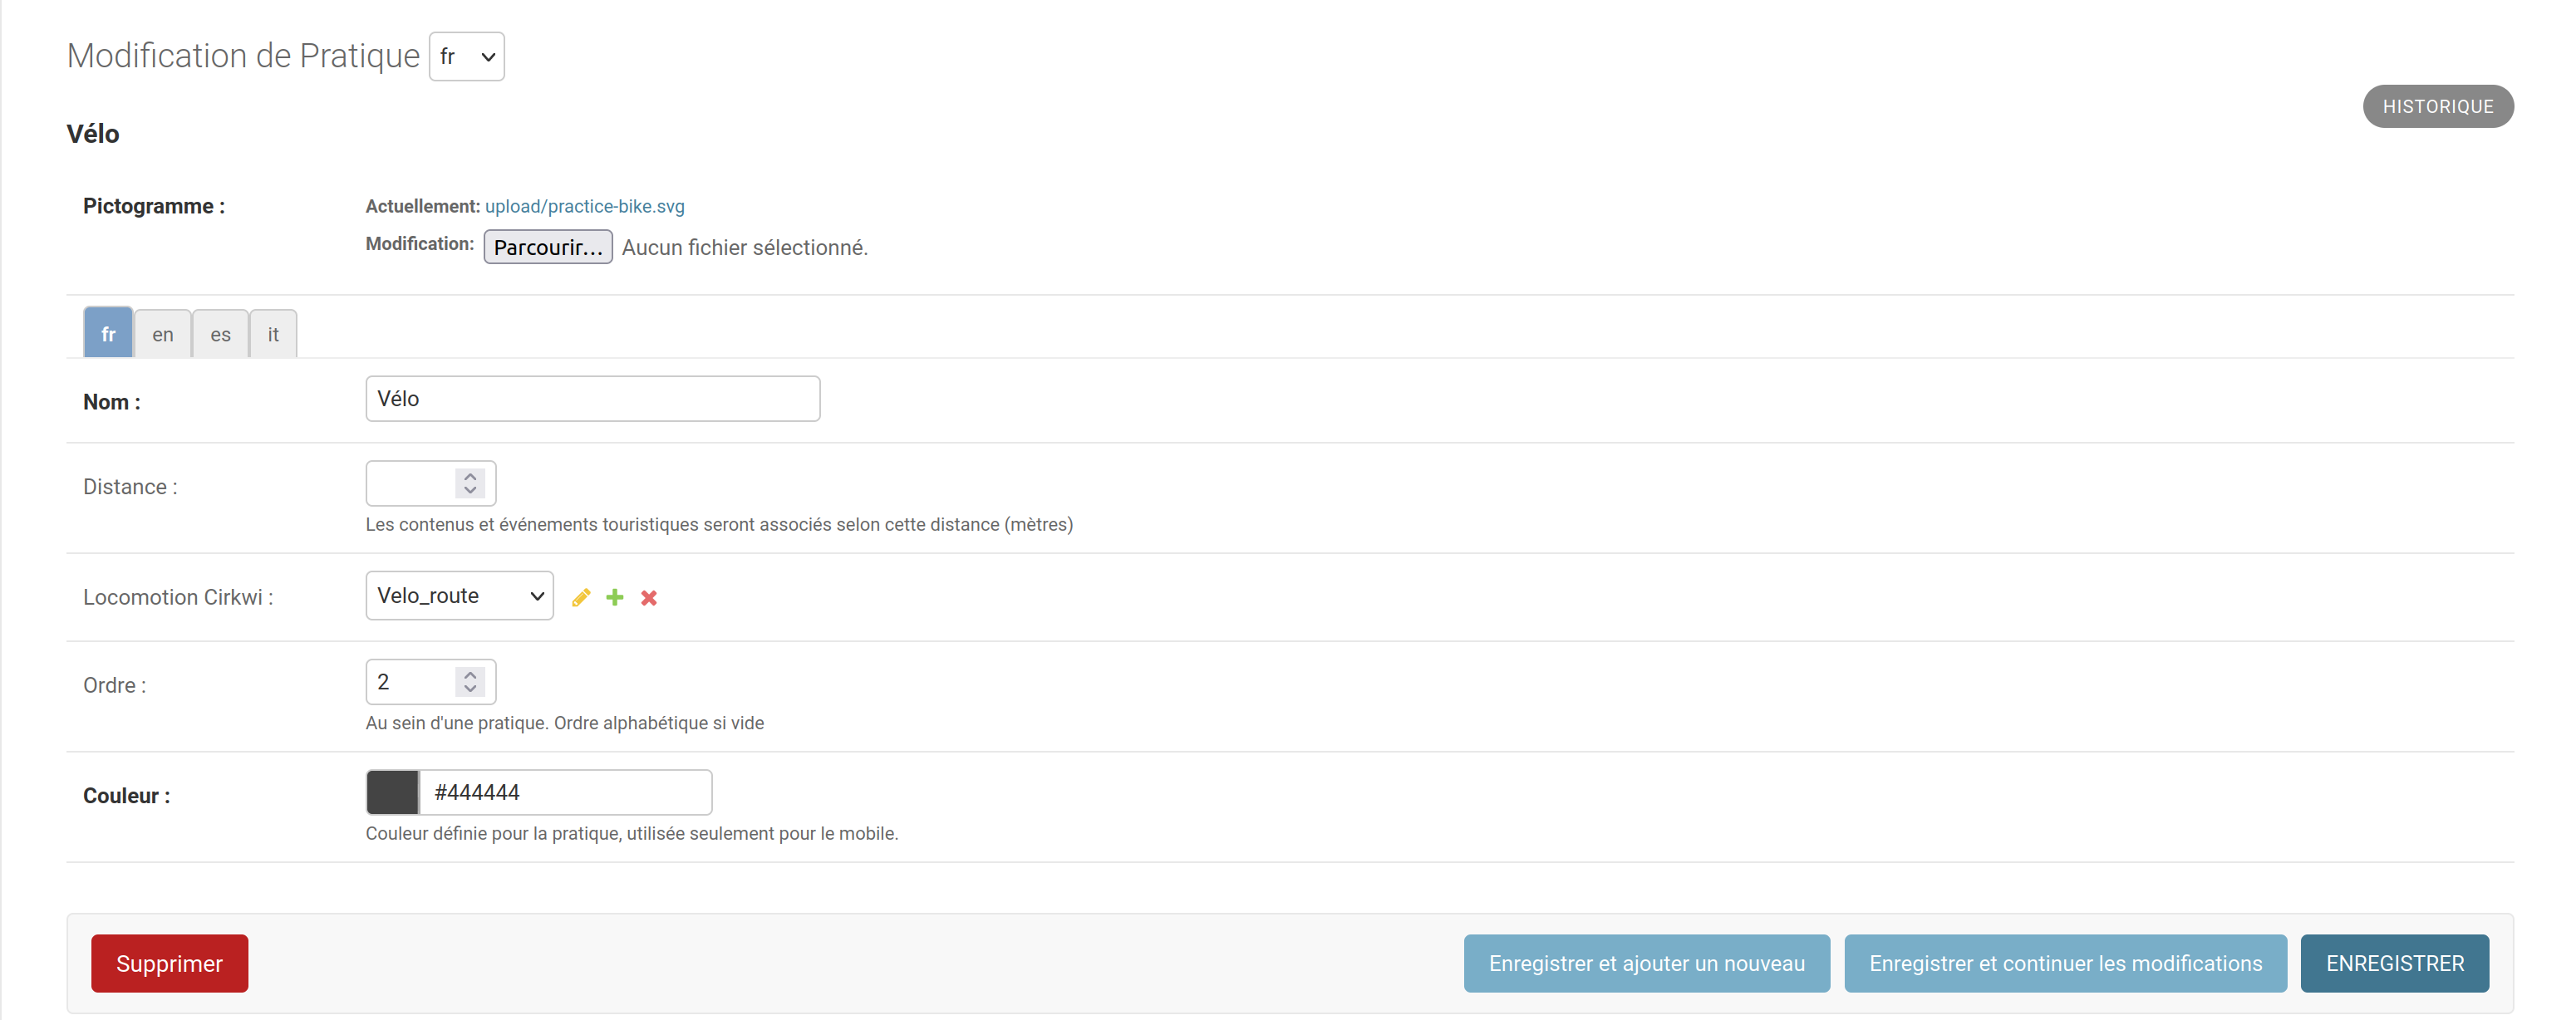 Modification de Pratique fr
HISTORIQUE
Vélo
Pictogramme :
Actuellement: upload/practice-bike.svg
Modification: Parcourir... Aucun fichier sélectionné.
fr en es it
Nom : Vélo
Distance :
Les contenus et événements touristiques seront associés selon cette distance (mètres)
Locomotion Cirkwi : Velo_route
Ordre : 2
Au sein d'une pratique. Ordre alphabétique si vide
Couleur : #444444
Couleur définie pour la pratique, utilisée seulement pour le mobile.
Supprimer Enregistrer et ajouter un nouveau Enregistrer et continuer les modifications ENREGISTRER